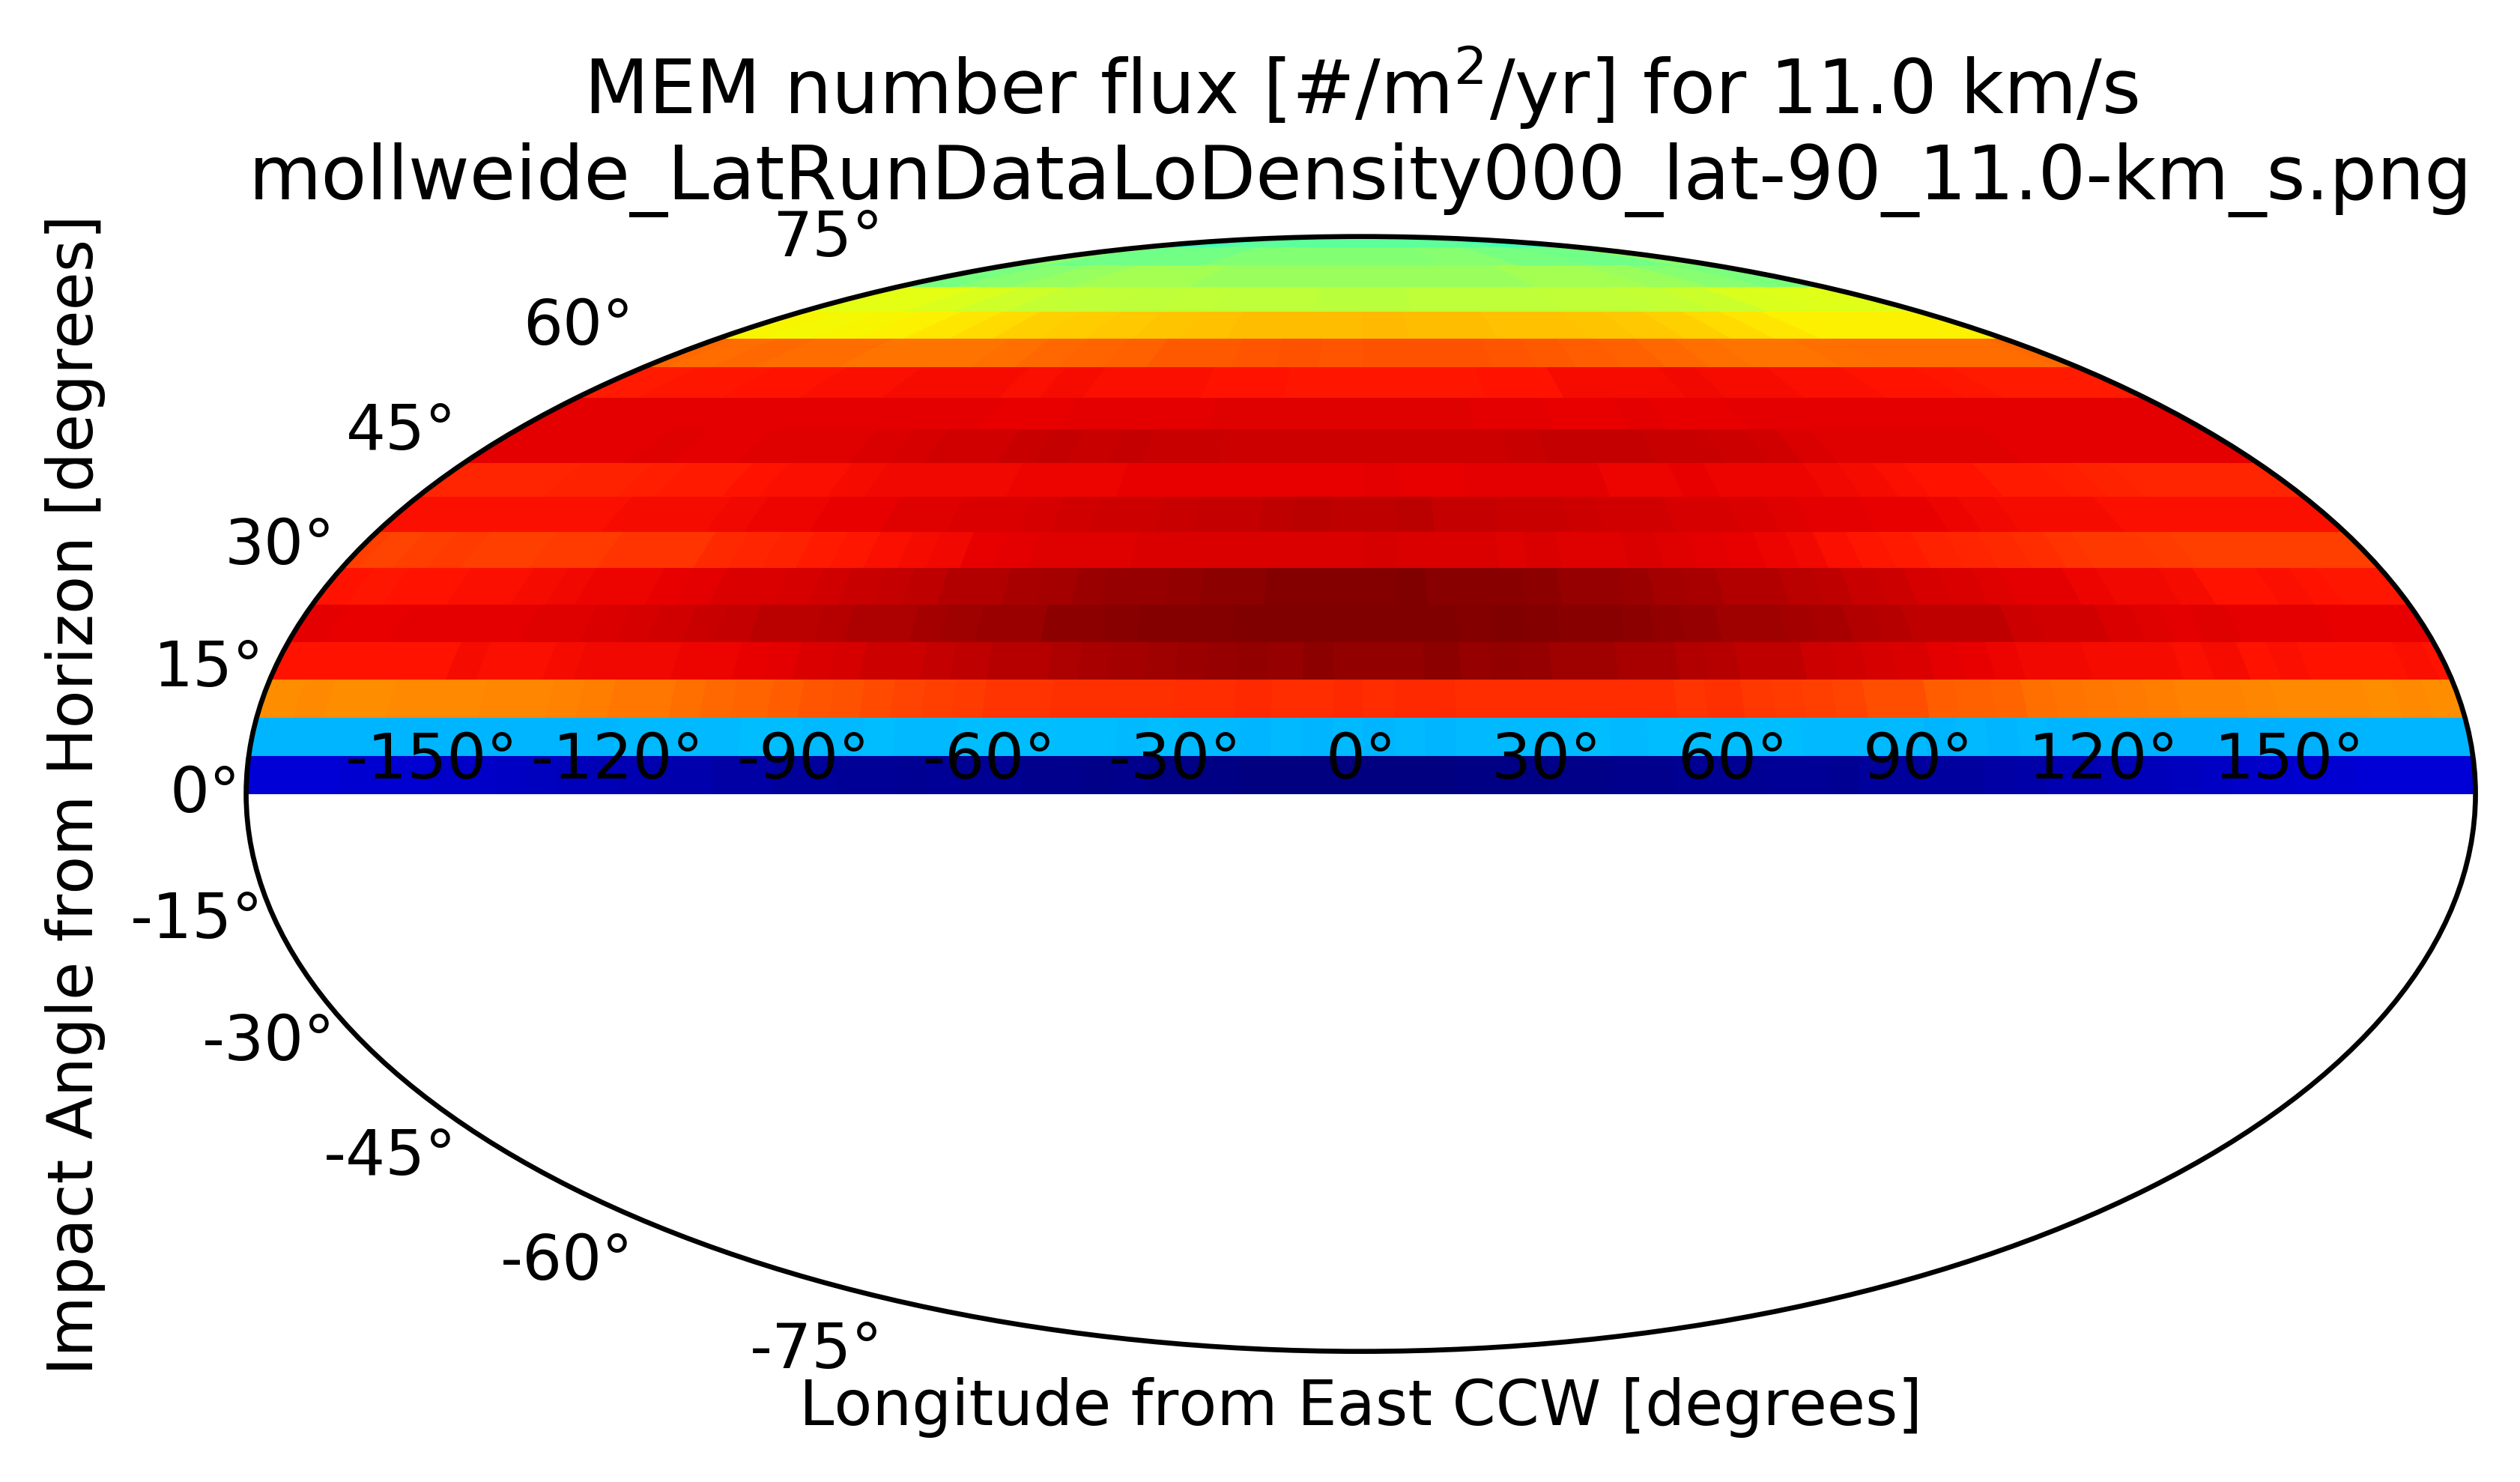 MEM number flux [#/m²/yr] for 11.0 km/s
mollweide_LatRunDataLoDensity000_lat-90_11.0-km_s.png
Impact Angle from Horizon [degrees]
75°
60°
45°
30°
15°
0°
-15°
-30°
-45°
-60°
-75°
-150° -120° -90° -60° -30° 0° 30° 60° 90° 120° 150°
Longitude from East CCW [degrees]